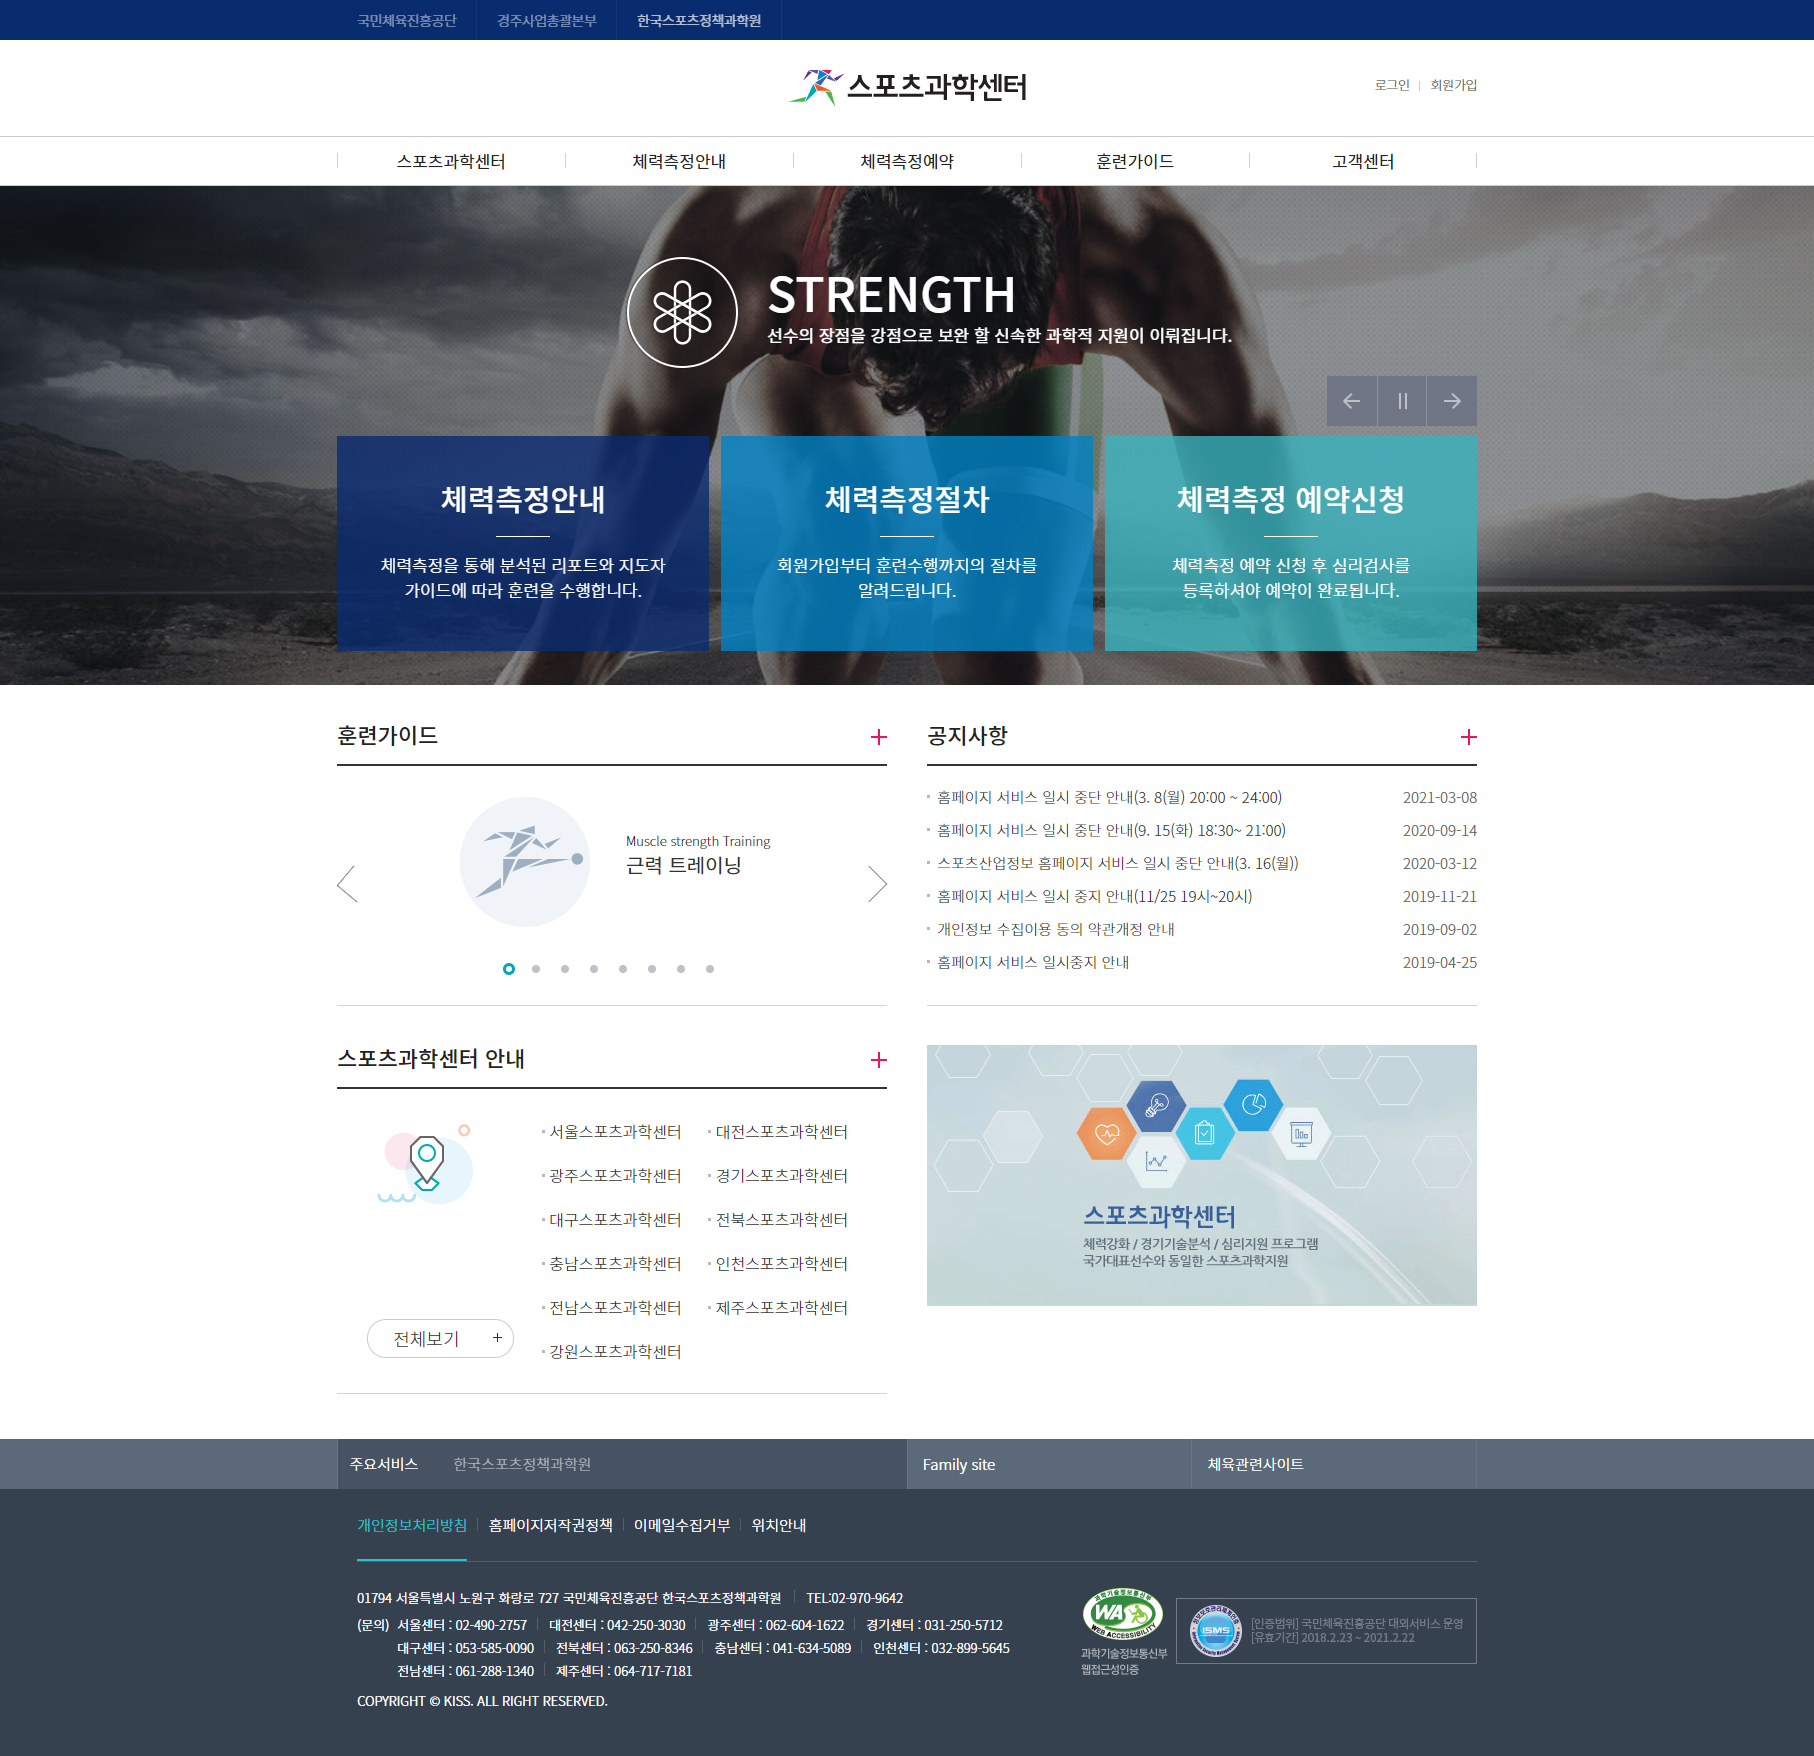 국민체육진흥공단 경주사업총괄본부 한국스포츠정책과학원
스포츠과학센터
로그인 회원가입
스포츠과학센터 체력측정안내 체력측정예약 훈련가이드 고객센터
STRENGTH
선수의 장점을 강점으로 보완 할 신속한 과학적 지원이 이뤄집니다.
체력측정안내
체력측정을 통해 분석된 리포트와 지도자
가이드에 따라 훈련을 수행합니다.
체력측정절차
회원가입부터 훈련수행까지의 절차를
알려드립니다.
체력측정 예약신청
체력측정 예약 신청 후 심리검사를
등록하셔야 예약이 완료됩니다.
훈련가이드
Muscle strength Training
근력 트레이닝
공지사항
홈페이지 서비스 일시 중단 안내(3. 8(월) 20:00 ~ 24:00) 2021-03-08
홈페이지 서비스 일시 중단 안내(9. 15(화) 18:30~ 21:00) 2020-09-14
스포츠산업정보 홈페이지 서비스 일시 중단 안내(3. 16(월)) 2020-03-12
홈페이지 서비스 일시 중지 안내(11/25 19시~20시) 2019-11-21
개인정보 수집이용 동의 약관개정 안내 2019-09-02
홈페이지 서비스 일시중지 안내 2019-04-25
스포츠과학센터 안내
서울스포츠과학센터 대전스포츠과학센터
광주스포츠과학센터 경기스포츠과학센터
대구스포츠과학센터 전북스포츠과학센터
충남스포츠과학센터 인천스포츠과학센터
전남스포츠과학센터 제주스포츠과학센터
강원스포츠과학센터
전체보기
스포츠과학센터
체력강화 / 경기기술분석 / 심리지원 프로그램
국가대표선수와 동일한 스포츠과학지원
주요서비스 한국스포츠정책과학원 Family site 체육관련사이트
개인정보처리방침 홈페이지저작권정책 이메일수집거부 위치안내
01794 서울특별시 노원구 화랑로 727 국민체육진흥공단 한국스포츠정책과학원 TEL:02-970-9642
(문의) 서울센터 : 02-490-2757 대전센터 : 042-250-3030 광주센터 : 062-604-1622 경기센터 : 031-250-5712
대구센터 : 053-585-0090 전북센터 : 063-250-8346 충남센터 : 041-634-5089 인천센터 : 032-899-5645
전남센터 : 061-288-1340 제주센터 : 064-717-7181
COPYRIGHT © KISS. ALL RIGHT RESERVED.
과학기술정보통신부
WA
WEB ACCESSIBILITY
과학기술정보통신부
웹접근성인증
ISMS
[인증범위] 국민체육진흥공단 대외서비스 운영
[유효기간] 2018.2.23 ~ 2021.2.22